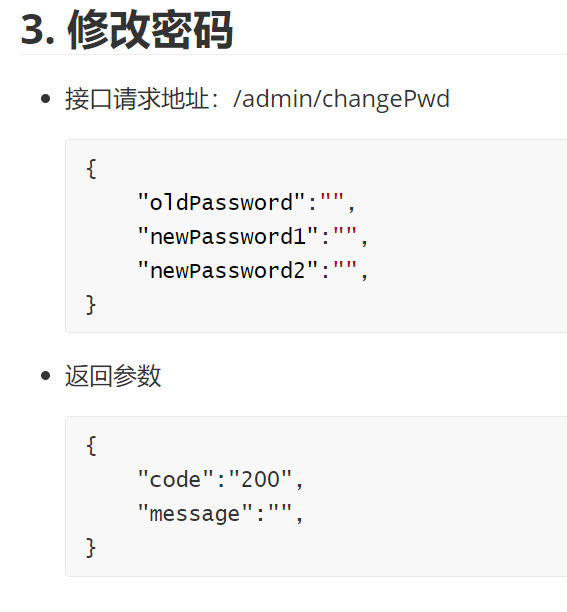 3. 修改密码
接口请求地址：/admin/changePwd
{
"oldPassword":"",
"newPassword1":"",
"newPassword2":"",
}
返回参数
{
"code":"200",
"message":"",
}